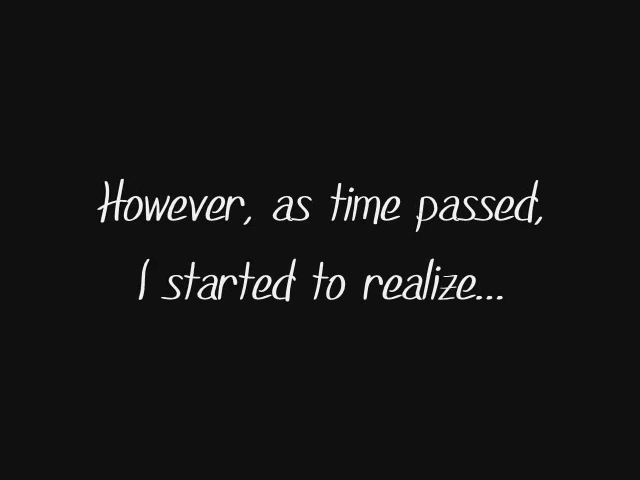 However, as time passed,
I started to realize...